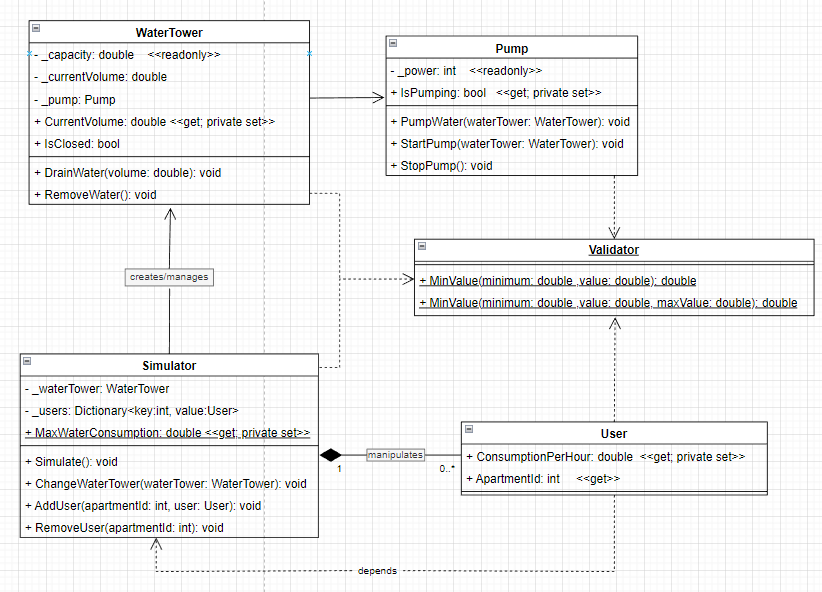 WaterTower
- _capacity: double <<readonly>>
- _currentVolume: double
- _pump: Pump
+ CurrentVolume: double <<get; private set>>
+ IsClosed: bool
+ DrainWater(volume: double): void
+ RemoveWater(): void
Pump
- _power: int <<readonly>>
+ IsPumping: bool <<get; private set>>
+ PumpWater(waterTower: WaterTower): void
+ StartPump(waterTower: WaterTower): void
+ StopPump(): void
Validator
+ MinValue(minimum: double ,value: double): double
+ MinValue(minimum: double ,value: double, maxValue: double): double
creates/manages
Simulator
- _waterTower: WaterTower
- _users: Dictionary<key:int, value:User>
+ MaxWaterConsumption: double <<get; private set>>
+ Simulate(): void
+ ChangeWaterTower(waterTower: WaterTower): void
+ AddUser(apartmentId: int, user: User): void
+ RemoveUser(apartmentId: int): void
manipulates
1
0..*
User
+ ConsumptionPerHour: double <<get; private set>>
+ ApartmentId: int <<get>>
depends